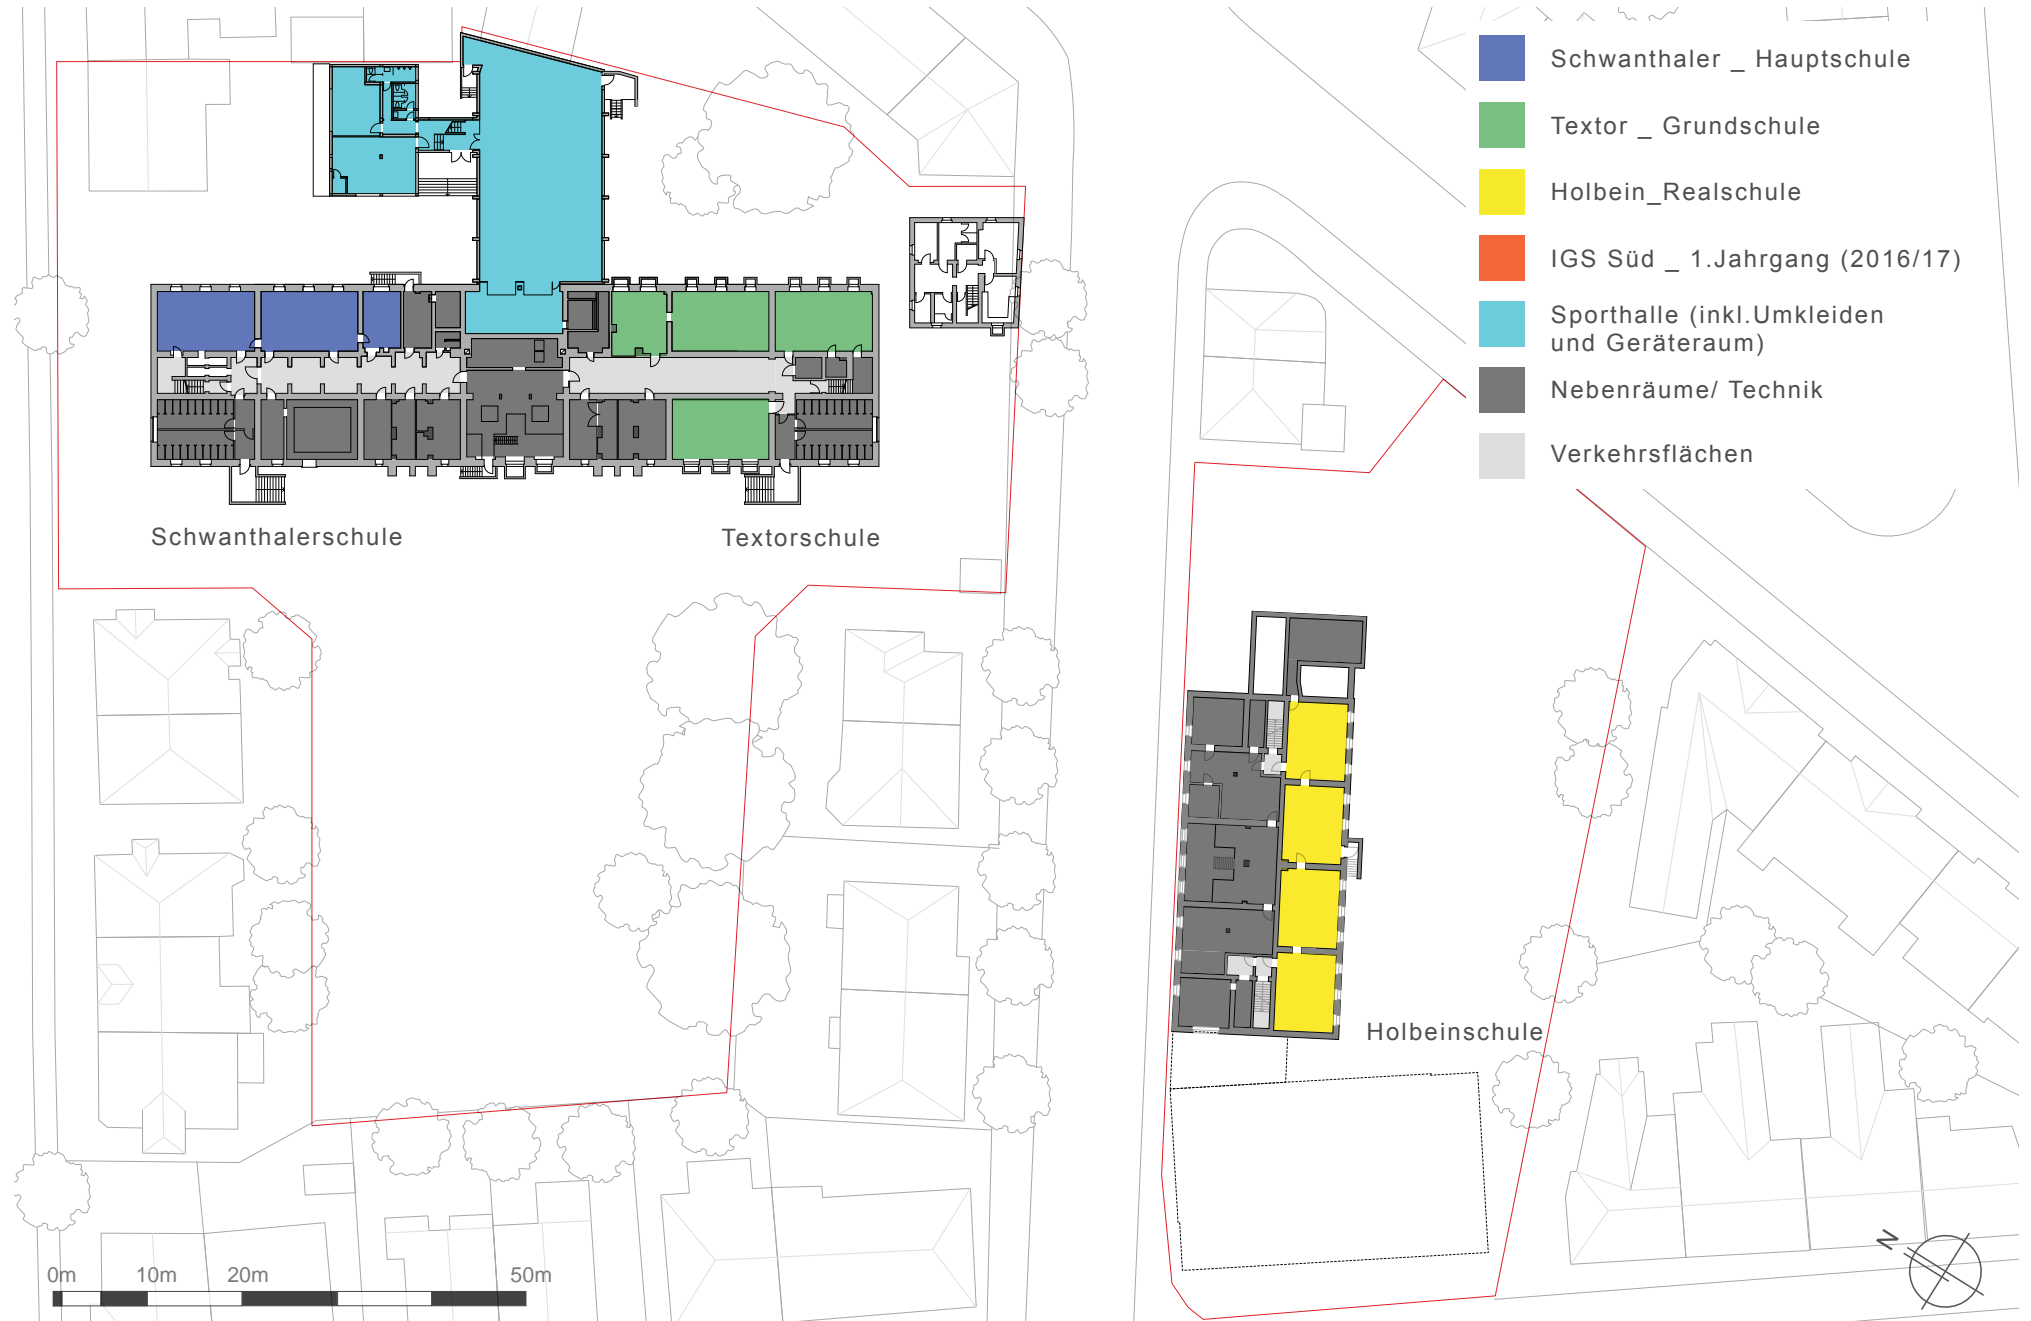 Schwanthaler _ Hauptschule
Textor _ Grundschule
Holbein_Realschule
IGS Süd _ 1.Jahrgang (2016/17)
Sporthalle (inkl.Umkleiden
und Geräteraum)
Nebenräume/ Technik
Verkehrsflächen
Schwanthalerschule
Textorschule
Holbeinschule
N
0m 10m 20m 50m